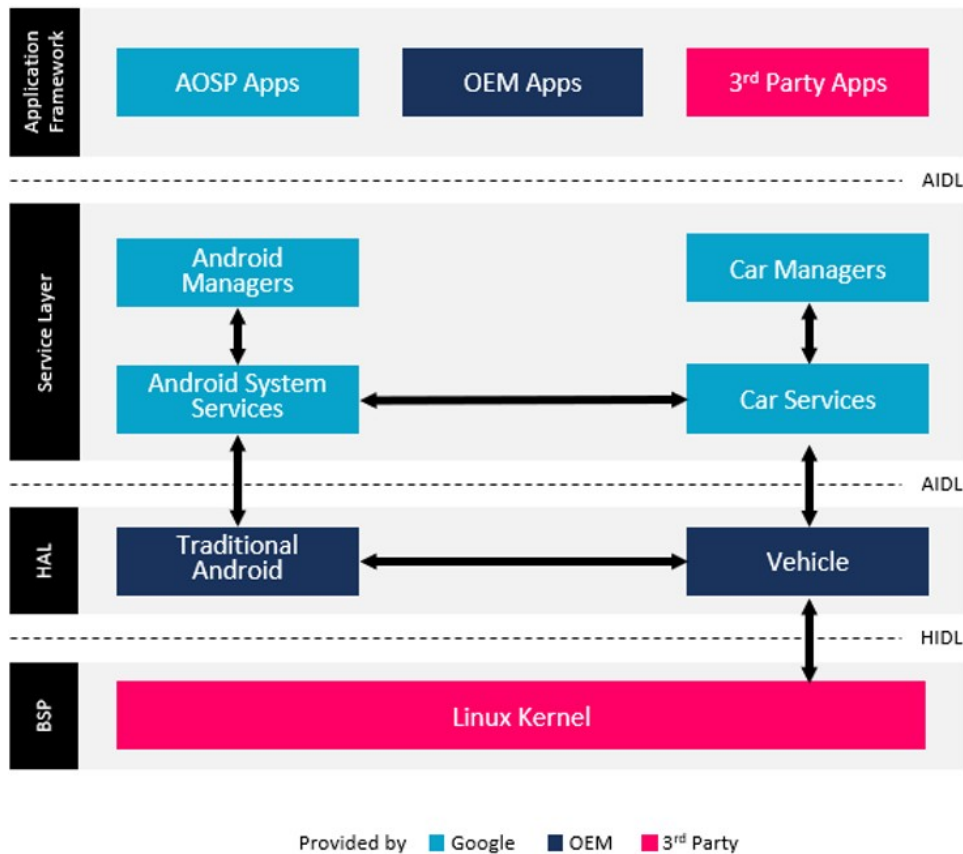 Application
Framework
AOSP Apps
OEM Apps
3rd Party Apps
AIDL
Service Layer
Android
Managers
Car Managers
Android System
Services
Car Services
AIDL
HAL
Traditional
Android
Vehicle
HIDL
BSP
Linux Kernel
Provided by Google OEM 3rd Party